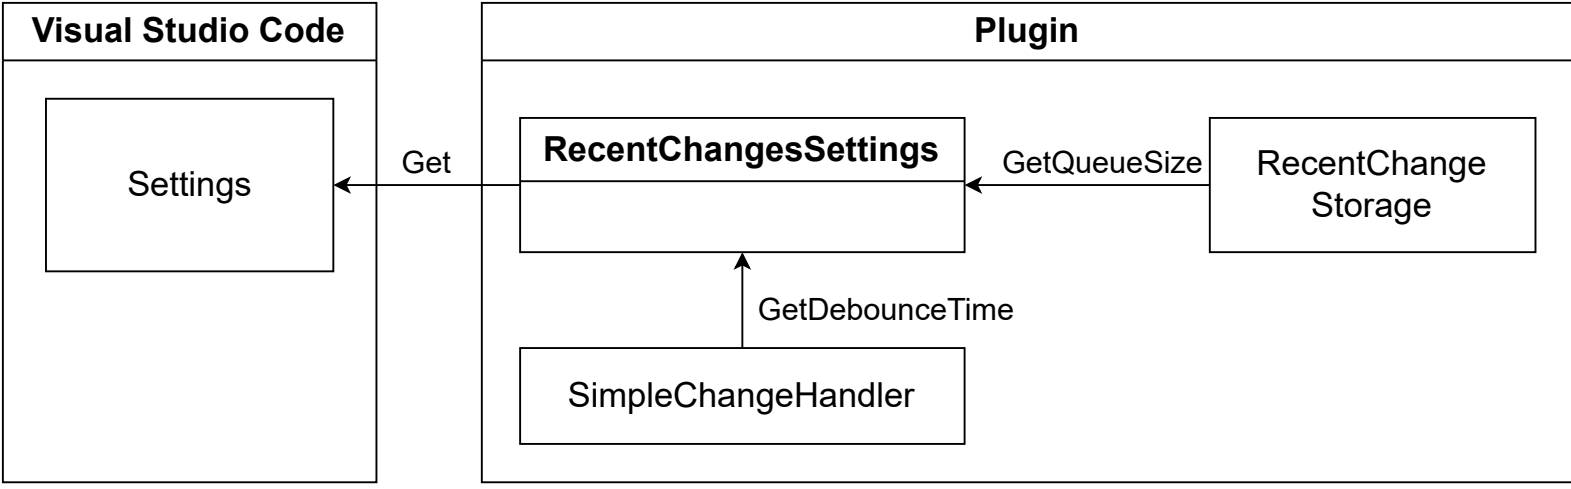 Visual Studio Code
Plugin
Settings
Get
RecentChangesSettings
GetQueueSize
RecentChange
Storage
GetDebounceTime
SimpleChangeHandler